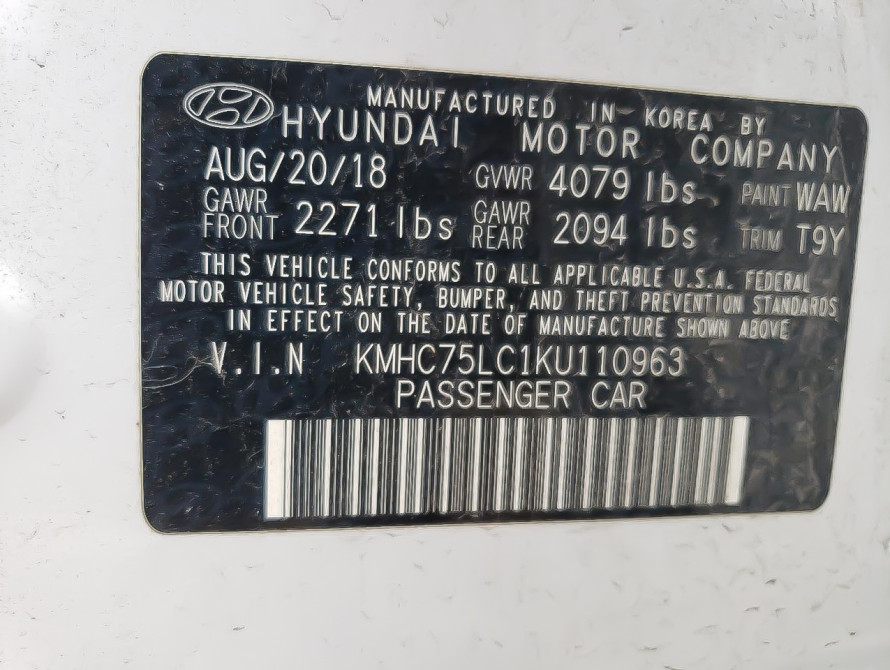 MANUFACTURED IN KOREA BY
HYUNDAI MOTOR COMPANY
AUG/20/18 GVWR 4079 lbs PAINT WAW
GAWR FRONT 2271 lbs GAWR REAR 2094 lbs TRIM T9Y
THIS VEHICLE CONFORMS TO ALL APPLICABLE U.S.A. FEDERAL
MOTOR VEHICLE SAFETY, BUMPER, AND THEFT PREVENTION STANDARDS
IN EFFECT ON THE DATE OF MANUFACTURE SHOWN ABOVE
V.I.N KMHC75LC1KU110963
PASSENGER CAR